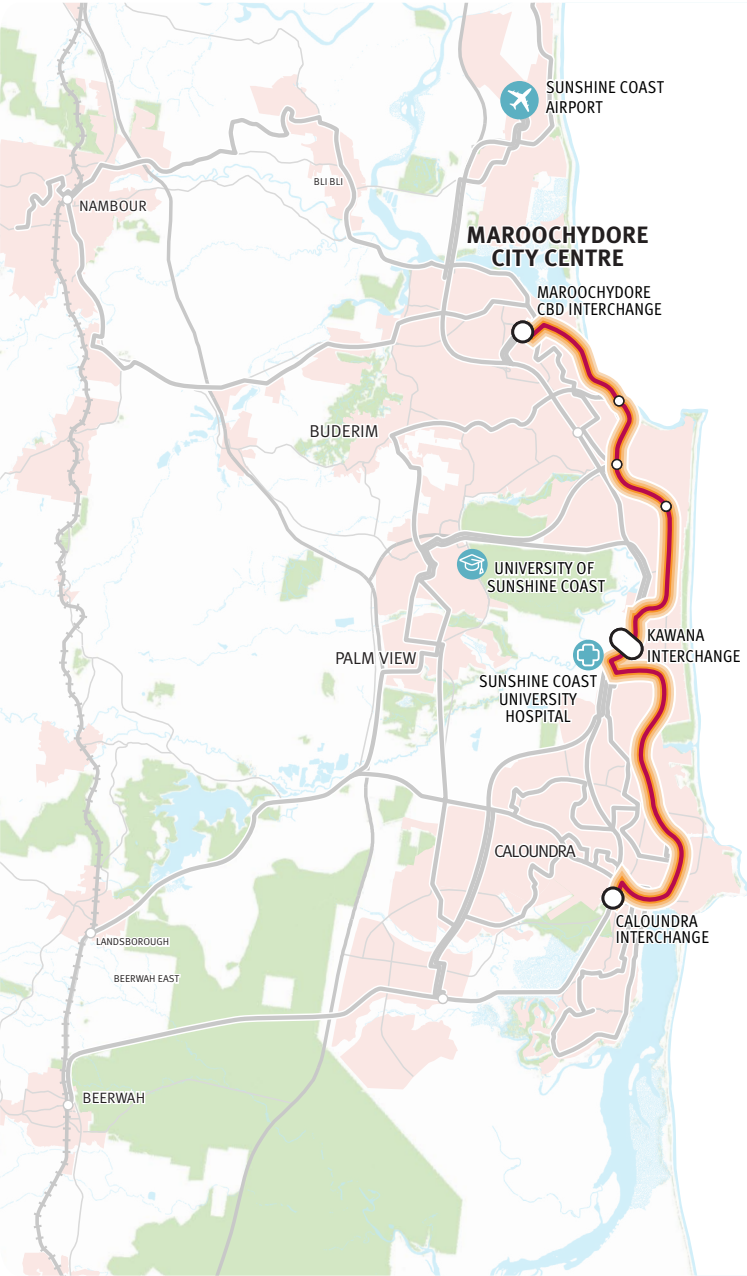 SUNSHINE COAST
AIRPORT
BLI BLI
NAMBOUR
MAROOCHYDORE
CITY CENTRE
MAROOCHYDORE
CBD INTERCHANGE
BUDERIM
UNIVERSITY OF
SUNSHINE COAST
KAWANA
INTERCHANGE
PALM VIEW
SUNSHINE COAST
UNIVERSITY
HOSPITAL
CALOUNDRA
CALOUNDRA
INTERCHANGE
LANDSBOROUGH
BEERWAH EAST
BEERWAH